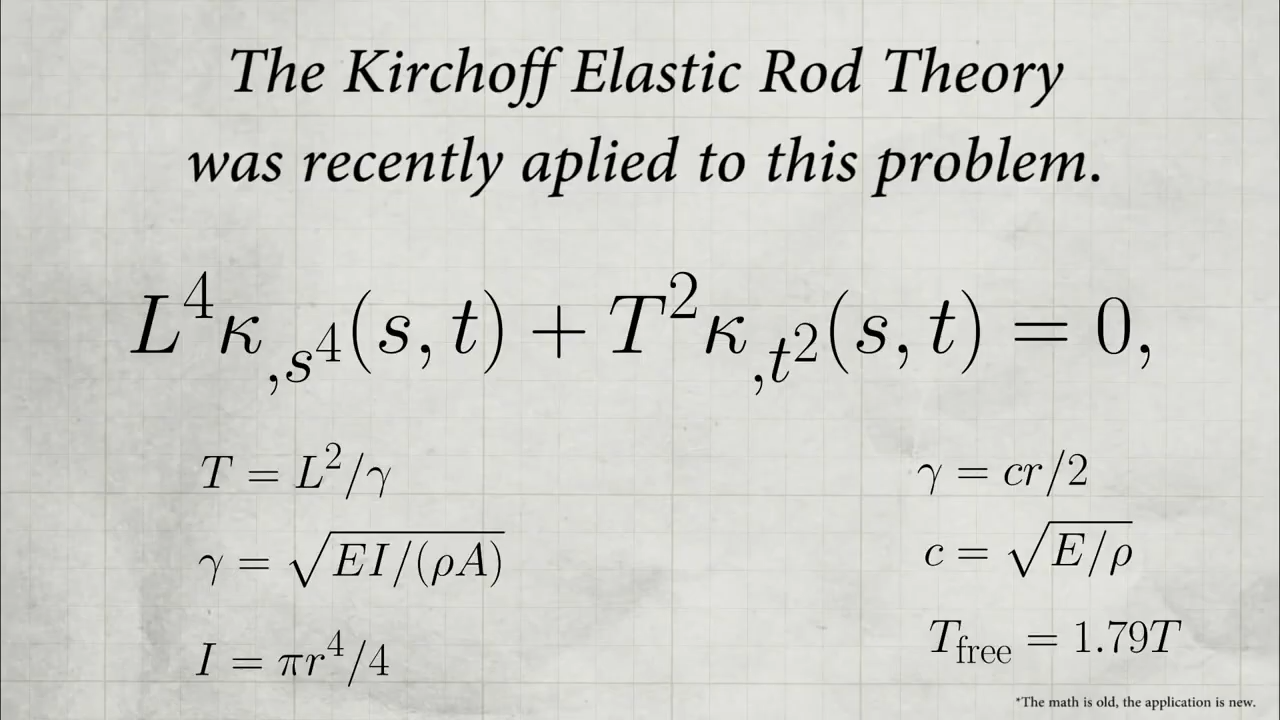 The Kirchoff Elastic Rod Theory
was recently aplied to this problem.
L⁴κ,s⁴(s, t) + T²κ,t²(s, t) = 0,
T = L²/γ
γ = √EI/(ρA)
I = πr⁴/4
γ = cr/2
c = √E/ρ
T_free = 1.79T
*The math is old, the application is new.